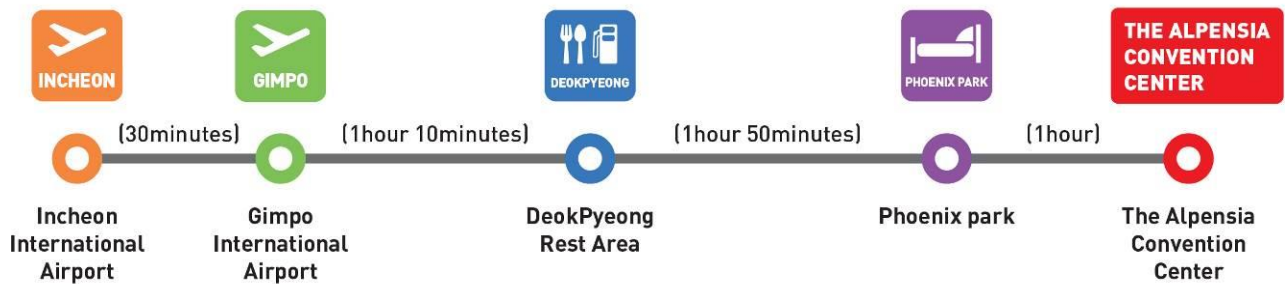 INCHEON
GIMPO
DEOKPYEONG
PHOENIX PARK
THE ALPENSIA
CONVENTION
CENTER
(30minutes)
(1hour 10minutes)
(1hour 50minutes)
(1hour)
Incheon
International
Airport
Gimpo
International
Airport
DeokPyeong
Rest Area
Phoenix park
The Alpensia
Convention
Center